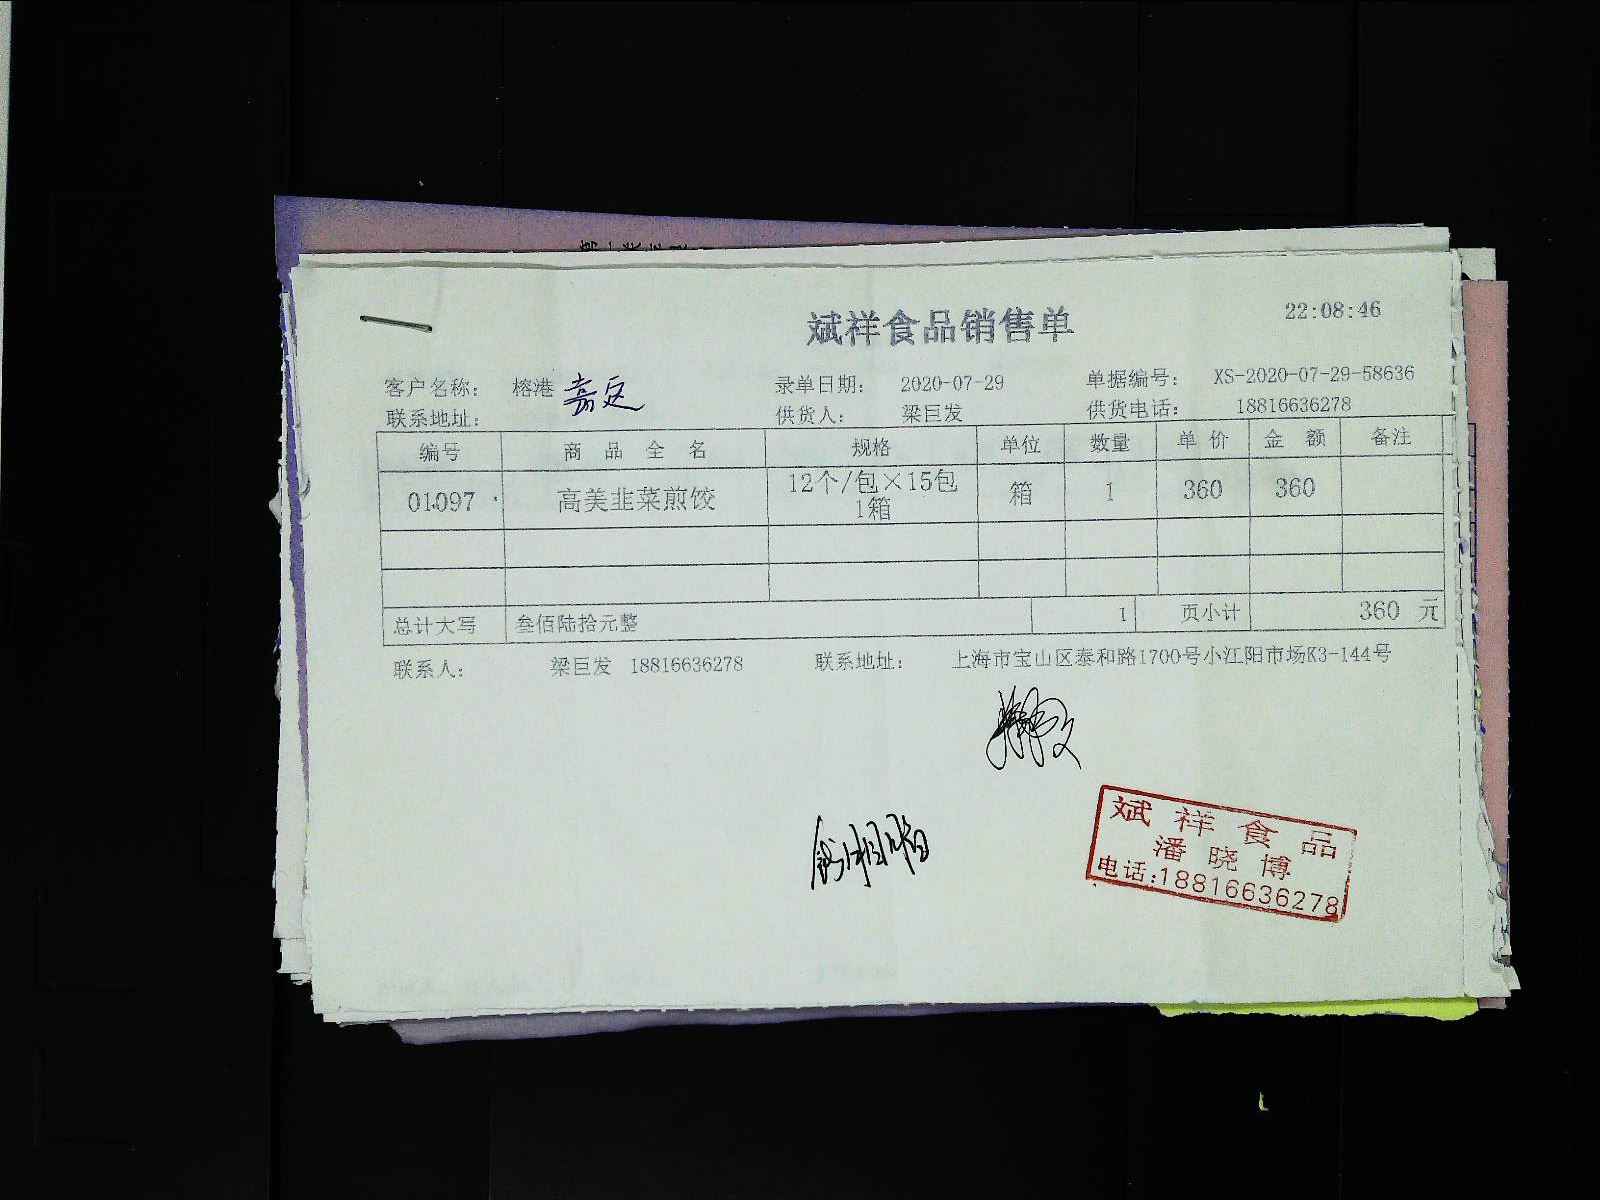 斌祥食品销售单
22:08:46
客户名称： 榕港 嘉定 录单日期： 2020-07-29 单据编号： XS-2020-07-29-58636
联系地址： 供货人： 梁巨发 供货电话： 18816636278
编号 商 品 全 名 规格 单位 数量 单 价 金 额 备注
01097 高美韭菜煎饺 12个/包×15包 箱 1 360 360
1箱
总计大写 叁佰陆拾元整 1 页小计 360 元
联系人： 梁巨发 18816636278 联系地址： 上海市宝山区泰和路1700号小江阳市场K3-144号
斌祥食品
潘晓博
电话:18816636278